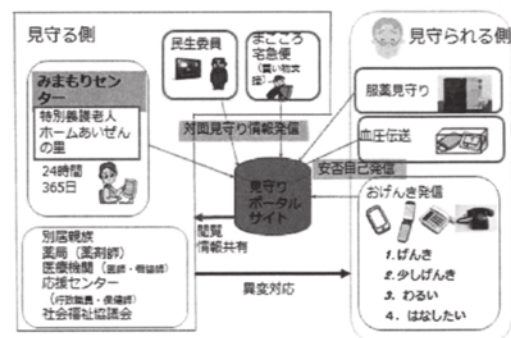 見守る側
民生委員
まごころ
宅急便
(買い物支
援)
みまもりセン
ター
特別養護老人
ホームあいぜん
の里
24時間
365日
対面見守り情報発信
見守り
ポータル
サイト
閲覧
情報共有
別居親族
薬局(薬剤師)
医療機関(医師・看護師)
応援センター
(行政職員・保健師)
社会福祉協議会
異変対応
見守られる側
服薬見守り
血圧伝送
安否自己発信
おげんき発信
1.げんき
2.少しげんき
3.わるい
4.はなしたい